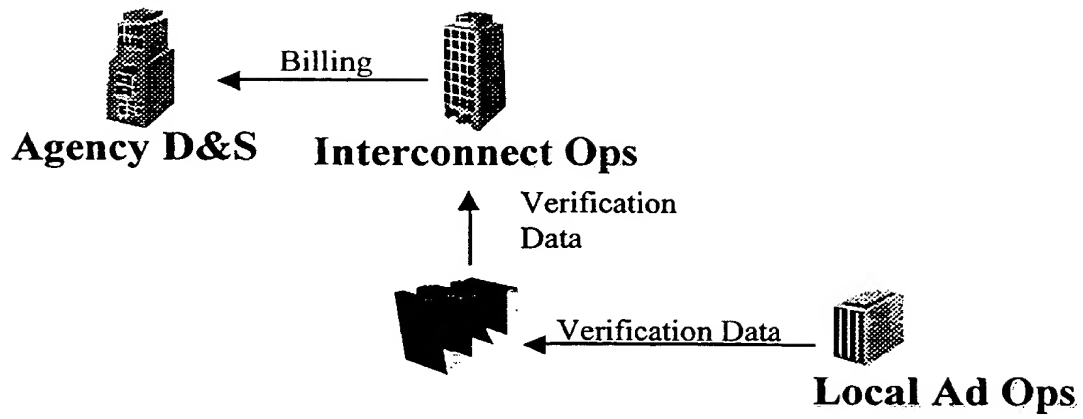 Billing
Agency D&S
Interconnect Ops
Verification
Data
Verification Data
Local Ad Ops